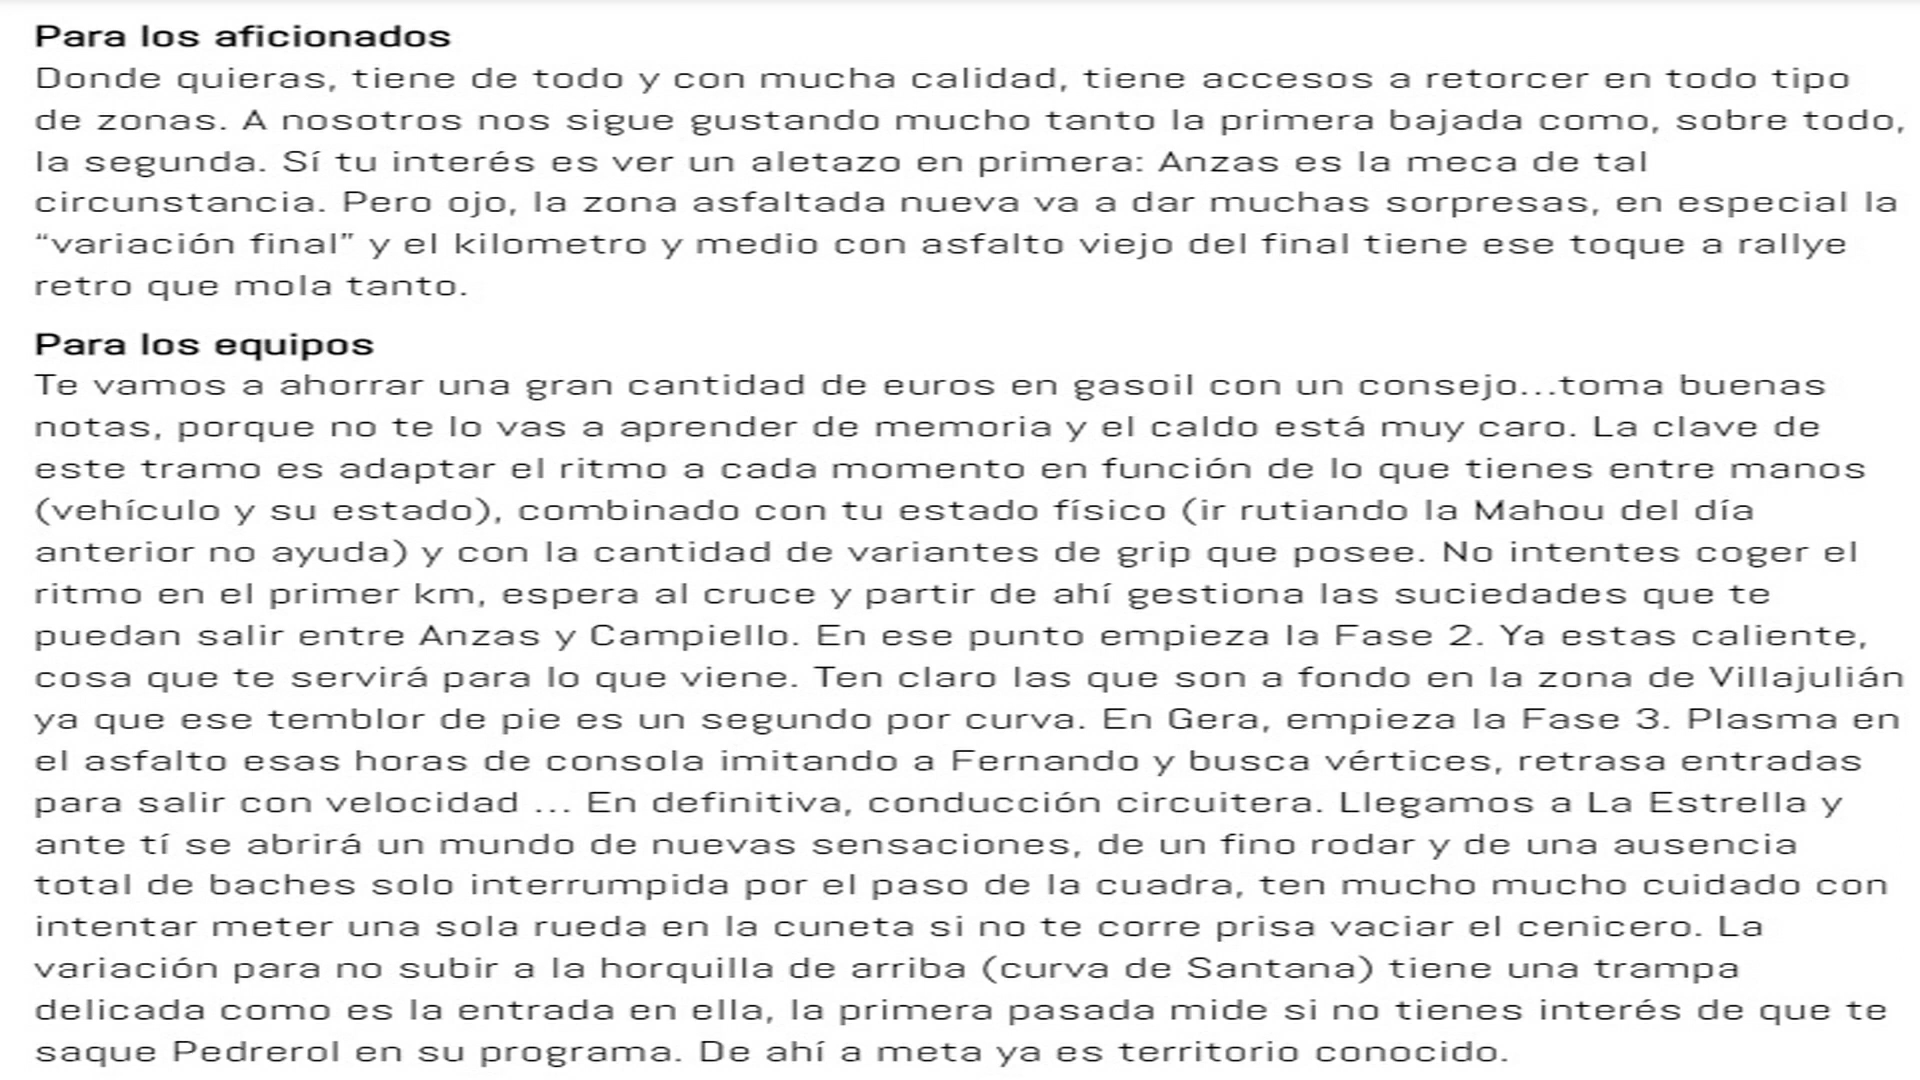 Para los aficionados
Donde quieras, tiene de todo y con mucha calidad, tiene accesos a retorcer en todo tipo
de zonas. A nosotros nos sigue gustando mucho tanto la primera bajada como, sobre todo,
la segunda. Sí tu interés es ver un aletazo en primera: Anzas es la meca de tal
circunstancia. Pero ojo, la zona asfaltada nueva va a dar muchas sorpresas, en especial la
“variación final” y el kilometro y medio con asfalto viejo del final tiene ese toque a rallye
retro que mola tanto.
Para los equipos
Te vamos a ahorrar una gran cantidad de euros en gasoil con un consejo...toma buenas
notas, porque no te lo vas a aprender de memoria y el caldo está muy caro. La clave de
este tramo es adaptar el ritmo a cada momento en función de lo que tienes entre manos
(vehículo y su estado), combinado con tu estado físico (ir rutiando la Mahou del día
anterior no ayuda) y con la cantidad de variantes de grip que posee. No intentes coger el
ritmo en el primer km, espera al cruce y partir de ahí gestiona las suciedades que te
puedan salir entre Anzas y Campiello. En ese punto empieza la Fase 2. Ya estas caliente,
cosa que te servirá para lo que viene. Ten claro las que son a fondo en la zona de Villajulián
ya que ese temblor de pie es un segundo por curva. En Gera, empieza la Fase 3. Plasma en
el asfalto esas horas de consola imitando a Fernando y busca vértices, retrasa entradas
para salir con velocidad ... En definitiva, conducción circuitera. Llegamos a La Estrella y
ante tí se abrirá un mundo de nuevas sensaciones, de un fino rodar y de una ausencia
total de baches solo interrumpida por el paso de la cuadra, ten mucho mucho cuidado con
intentar meter una sola rueda en la cuneta si no te corre prisa vaciar el cenicero. La
variación para no subir a la horquilla de arriba (curva de Santana) tiene una trampa
delicada como es la entrada en ella, la primera pasada mide si no tienes interés de que te
saque Pedrerol en su programa. De ahí a meta ya es territorio conocido.